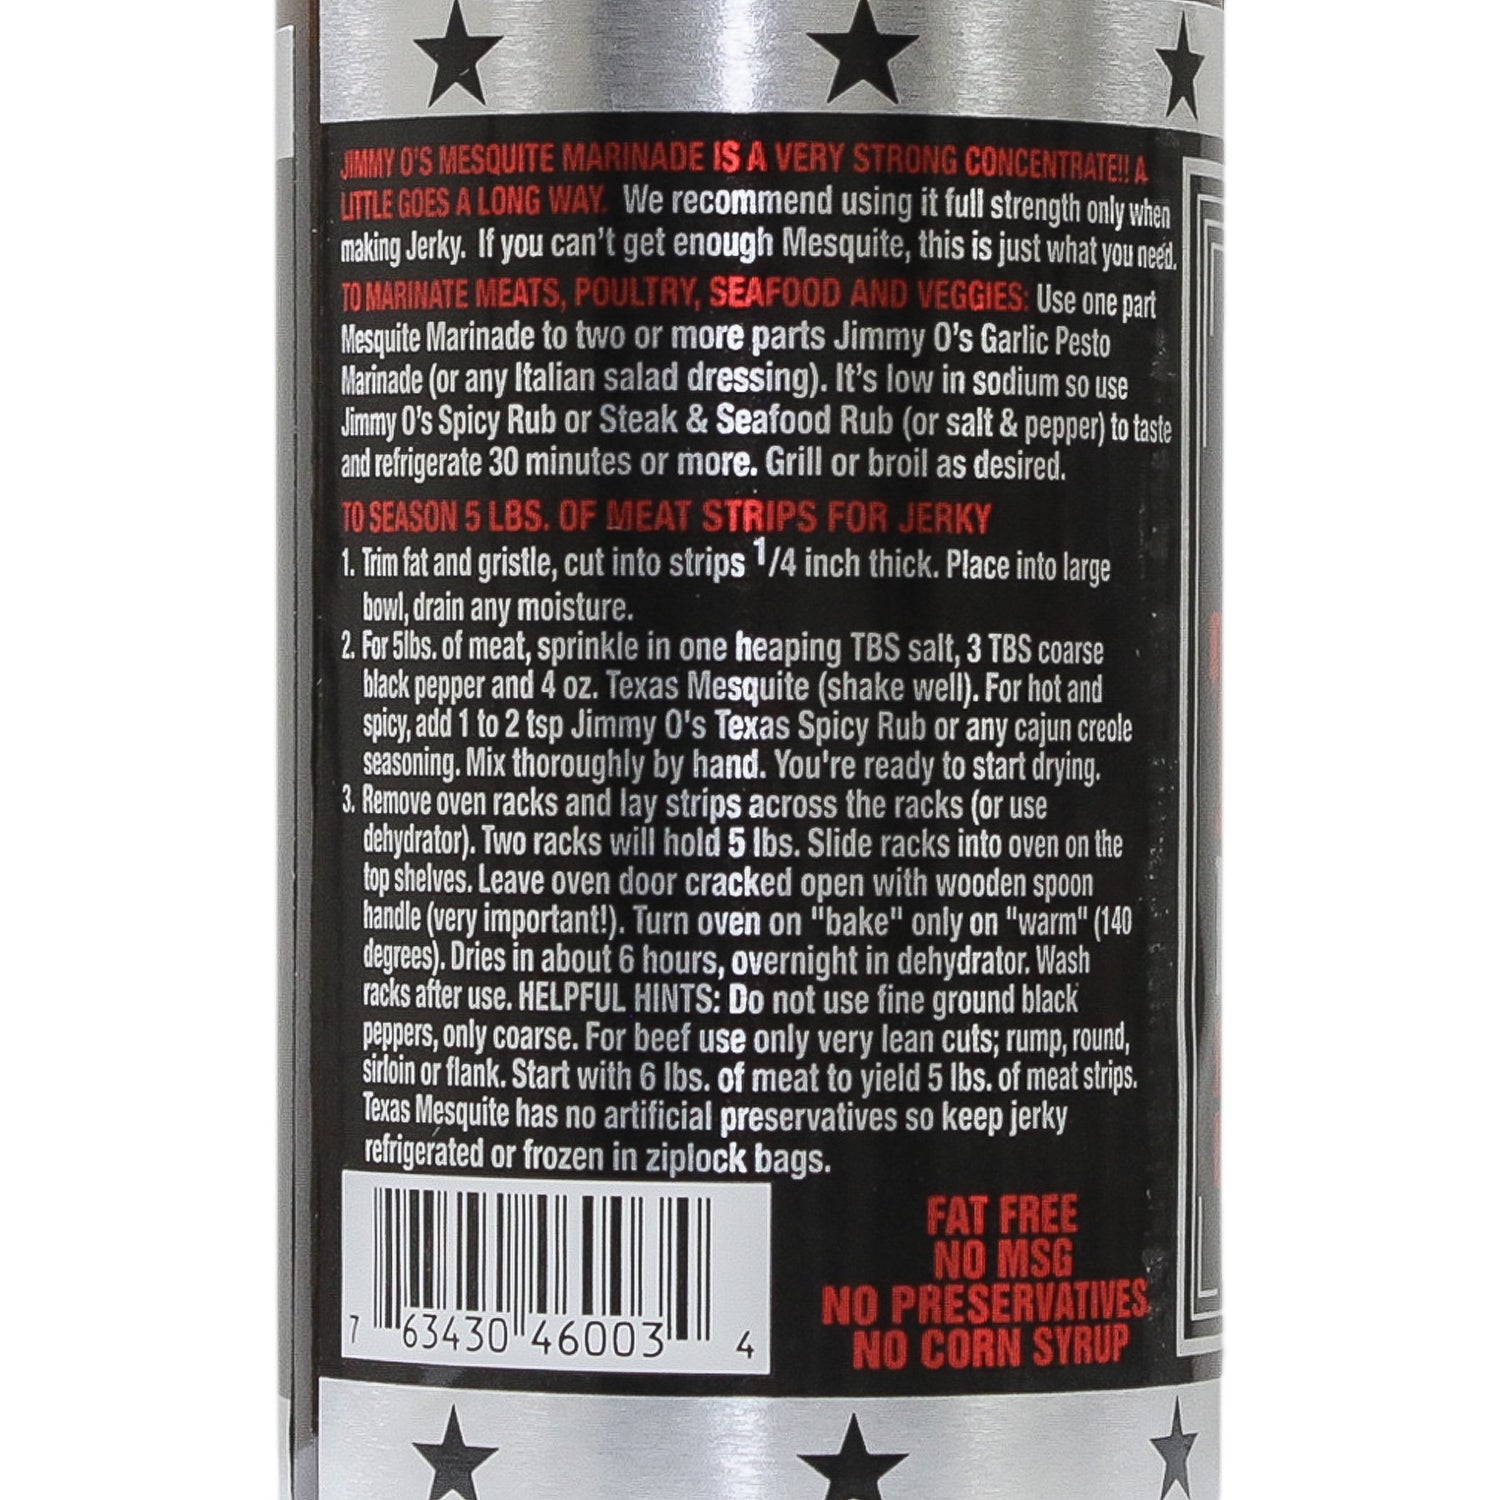 JIMMY O'S MESQUITE MARINADE IS A VERY STRONG CONCENTRATE!! A
LITTLE GOES A LONG WAY. We recommend using it full strength only when
making Jerky. If you can't get enough Mesquite, this is just what you need.
TO MARINATE MEATS, POULTRY, SEAFOOD AND VEGGIES: Use one part
Mesquite Marinade to two or more parts Jimmy O's Garlic Pesto
Marinade (or any Italian salad dressing). It's low in sodium so use
Jimmy O's Spicy Rub or Steak & Seafood Rub (or salt & pepper) to taste
and refrigerate 30 minutes or more. Grill or broil as desired.
TO SEASON 5 LBS. OF MEAT STRIPS FOR JERKY
1. Trim fat and gristle, cut into strips 1/4 inch thick. Place into large
bowl, drain any moisture.
2. For 5lbs. of meat, sprinkle in one heaping TBS salt, 3 TBS coarse
black pepper and 4 oz. Texas Mesquite (shake well). For hot and
spicy, add 1 to 2 tsp Jimmy O's Texas Spicy Rub or any cajun creole
seasoning. Mix thoroughly by hand. You're ready to start drying.
3. Remove oven racks and lay strips across the racks (or use
dehydrator). Two racks will hold 5 lbs. Slide racks into oven on the
top shelves. Leave oven door cracked open with wooden spoon
handle (very important!). Turn oven on "bake" only on "warm" (140
degrees). Dries in about 6 hours, overnight in dehydrator. Wash
racks after use. HELPFUL HINTS: Do not use fine ground black
peppers, only coarse. For beef use only very lean cuts; rump, round,
sirloin or flank. Start with 6 lbs. of meat to yield 5 lbs. of meat strips.
Texas Mesquite has no artificial preservatives so keep jerky
refrigerated or frozen in ziplock bags.
FAT FREE
NO MSG
NO PRESERVATIVES
NO CORN SYRUP
7 63430 46003 4